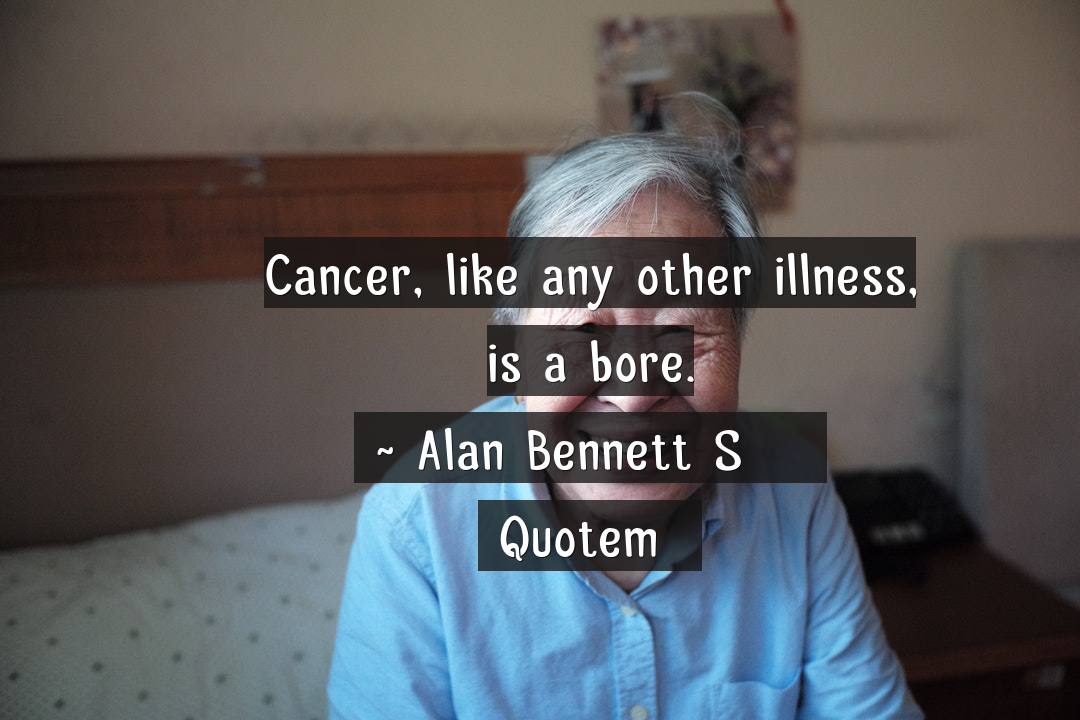 Cancer, like any other illness,
is a bore.
~ Alan Bennett S
Quotem